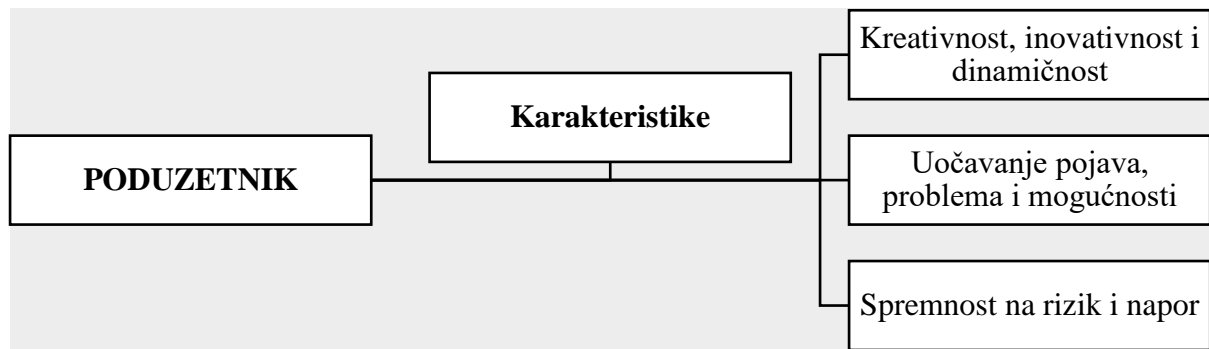 PODUZETNIK
Karakteristike
Kreativnost, inovativnost i
dinamičnost
Uočavanje pojava,
problema i mogućnosti
Spremnost na rizik i napor